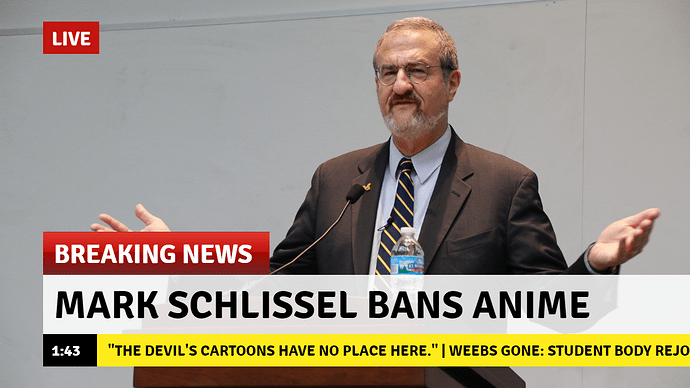 LIVE
BREAKING NEWS
MARK SCHLISSEL BANS ANIME
1:43 "THE DEVIL'S CARTOONS HAVE NO PLACE HERE." | WEEBS GONE: STUDENT BODY REJO